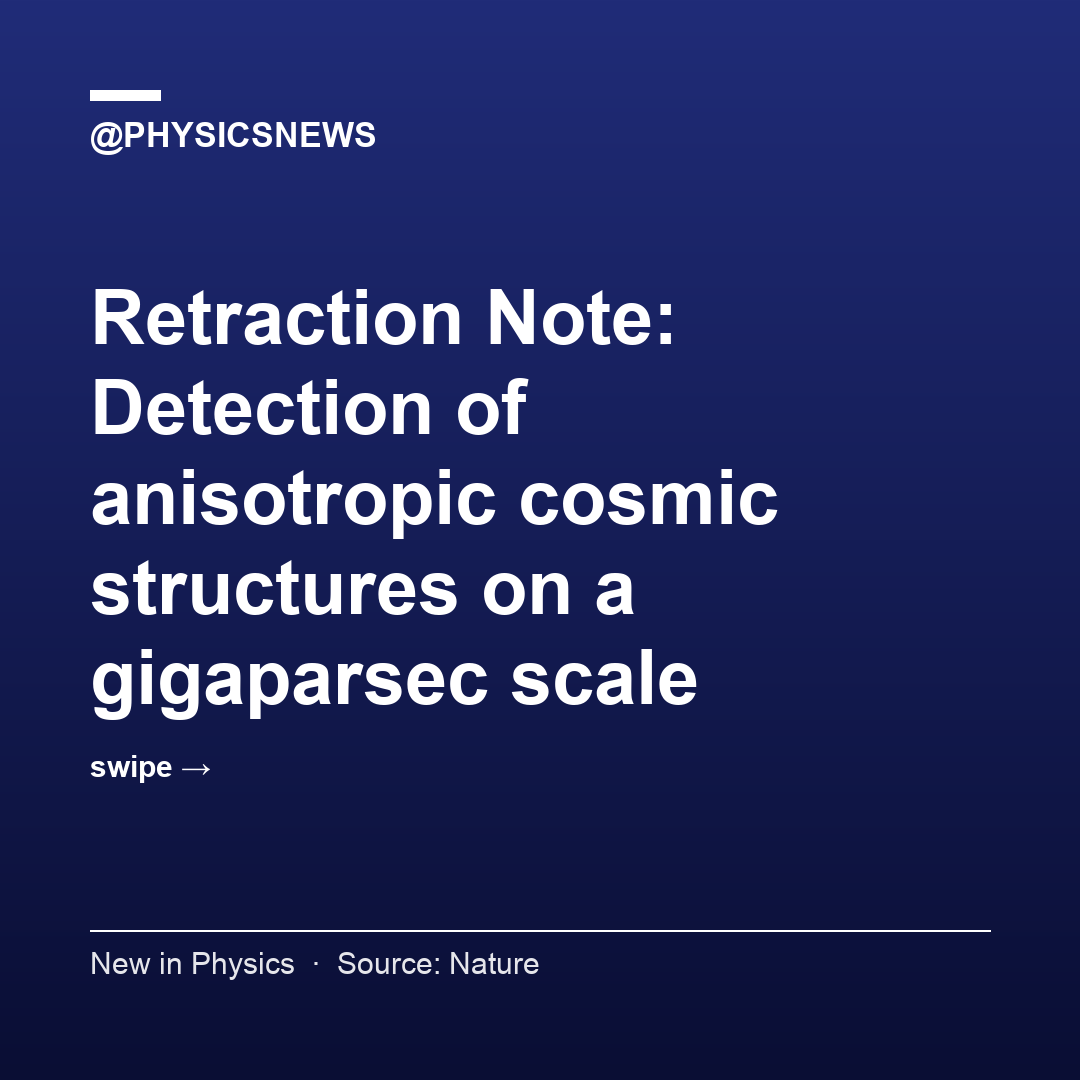 @PHYSICSNEWS
Retraction Note:
Detection of
anisotropic cosmic
structures on a
gigaparsec scale
swipe →
New in Physics · Source: Nature